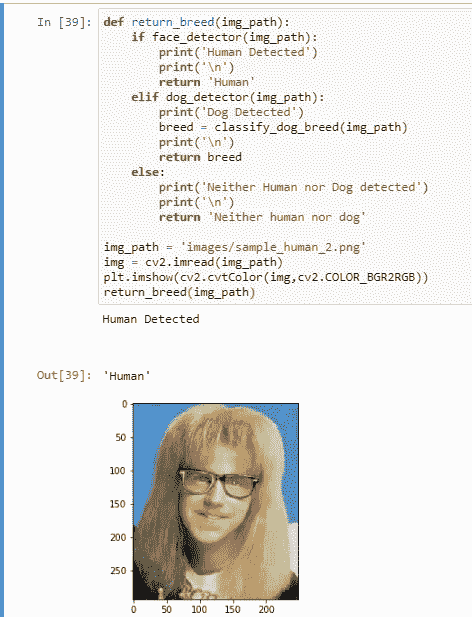 In [39]: def return_breed(img_path):
    if face_detector(img_path):
        print('Human Detected')
        print('\n')
        return 'Human'
    elif dog_detector(img_path):
        print('Dog Detected')
        breed = classify_dog_breed(img_path)
        print('\n')
        return breed
    else:
        print('Neither Human nor Dog detected')
        print('\n')
        return 'Neither human nor dog'

img_path = 'images/sample_human_2.png'
img = cv2.imread(img_path)
plt.imshow(cv2.cvtColor(img,cv2.COLOR_BGR2RGB))
return_breed(img_path)
Human Detected
Out[39]: 'Human'
0
50
100
150
200
250
0 50 100 150 200